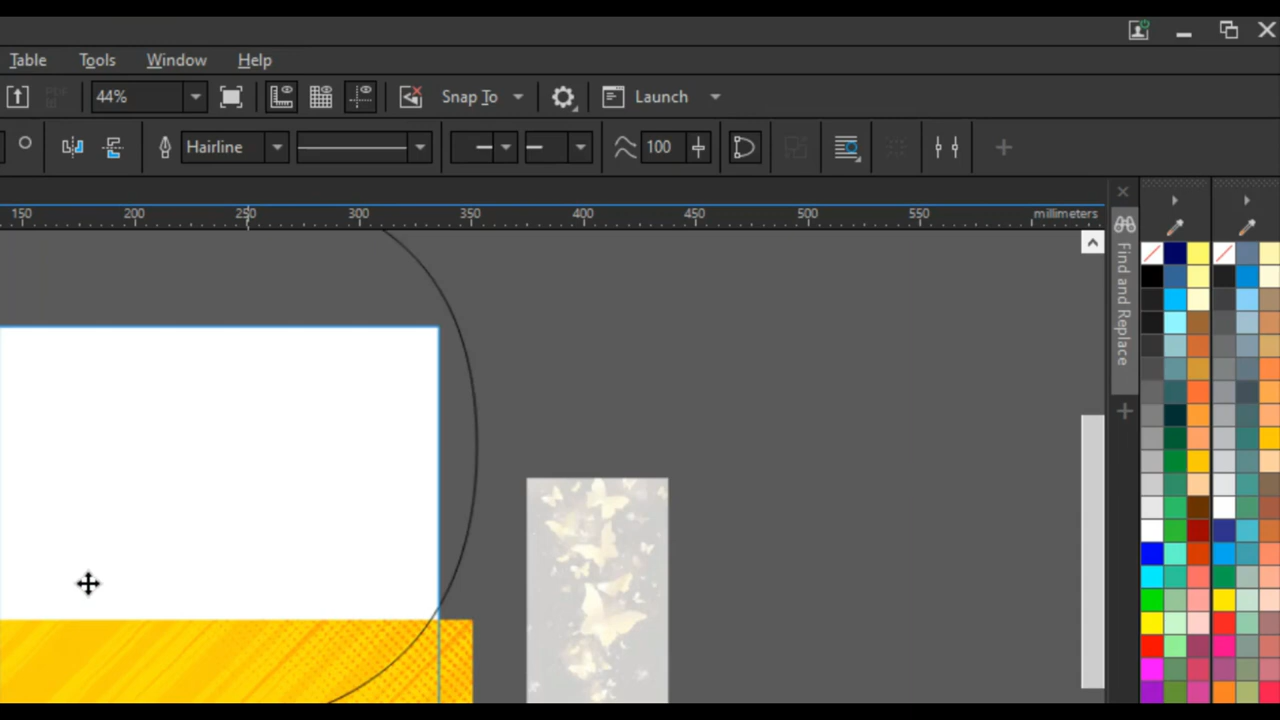 Table Tools Window Help
44% Snap To Launch
Hairline 100
150 200 250 300 350 400 450 500 550 millimeters
Find and Replace